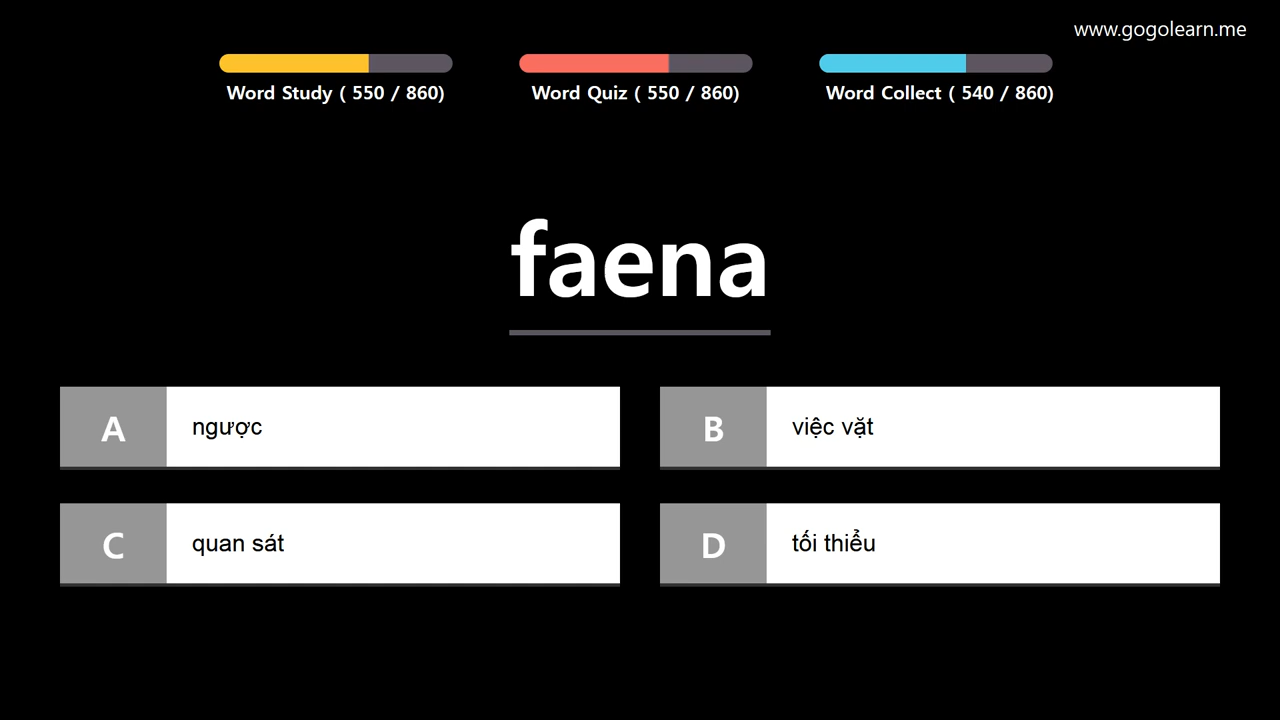 www.gogolearn.me
Word Study ( 550 / 860)
Word Quiz ( 550 / 860)
Word Collect ( 540 / 860)
faena
A
ngược
B
việc vặt
C
quan sát
D
tối thiểu